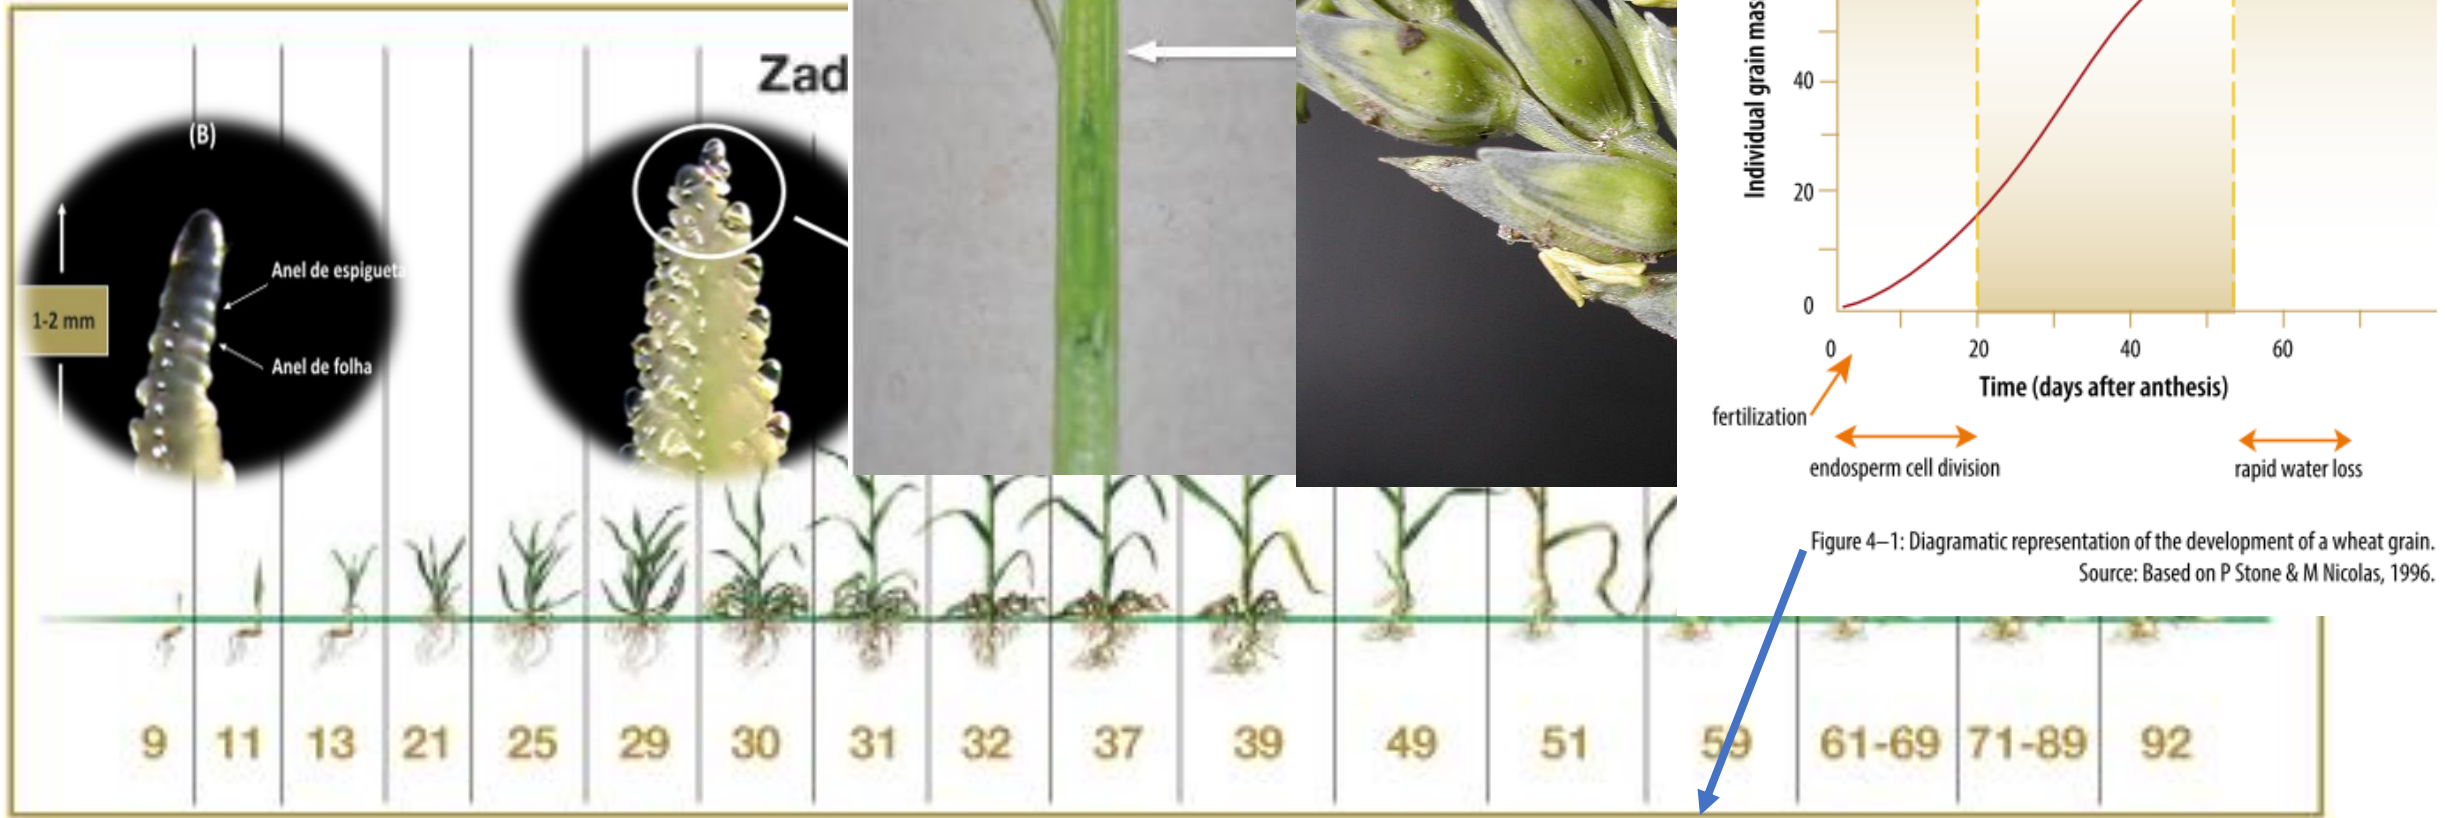 Zad
(B)
Anel de espigueta
1-2 mm
Anel de folha
Individual grain mas
40
20
0
0 20 40 60
Time (days after anthesis)
fertilization
endosperm cell division
rapid water loss
Figure 4–1: Diagramatic representation of the development of a wheat grain.
Source: Based on P Stone & M Nicolas, 1996.
9 11 13 21 25 29 30 31 32 37 39 49 51 59 61-69 71-89 92